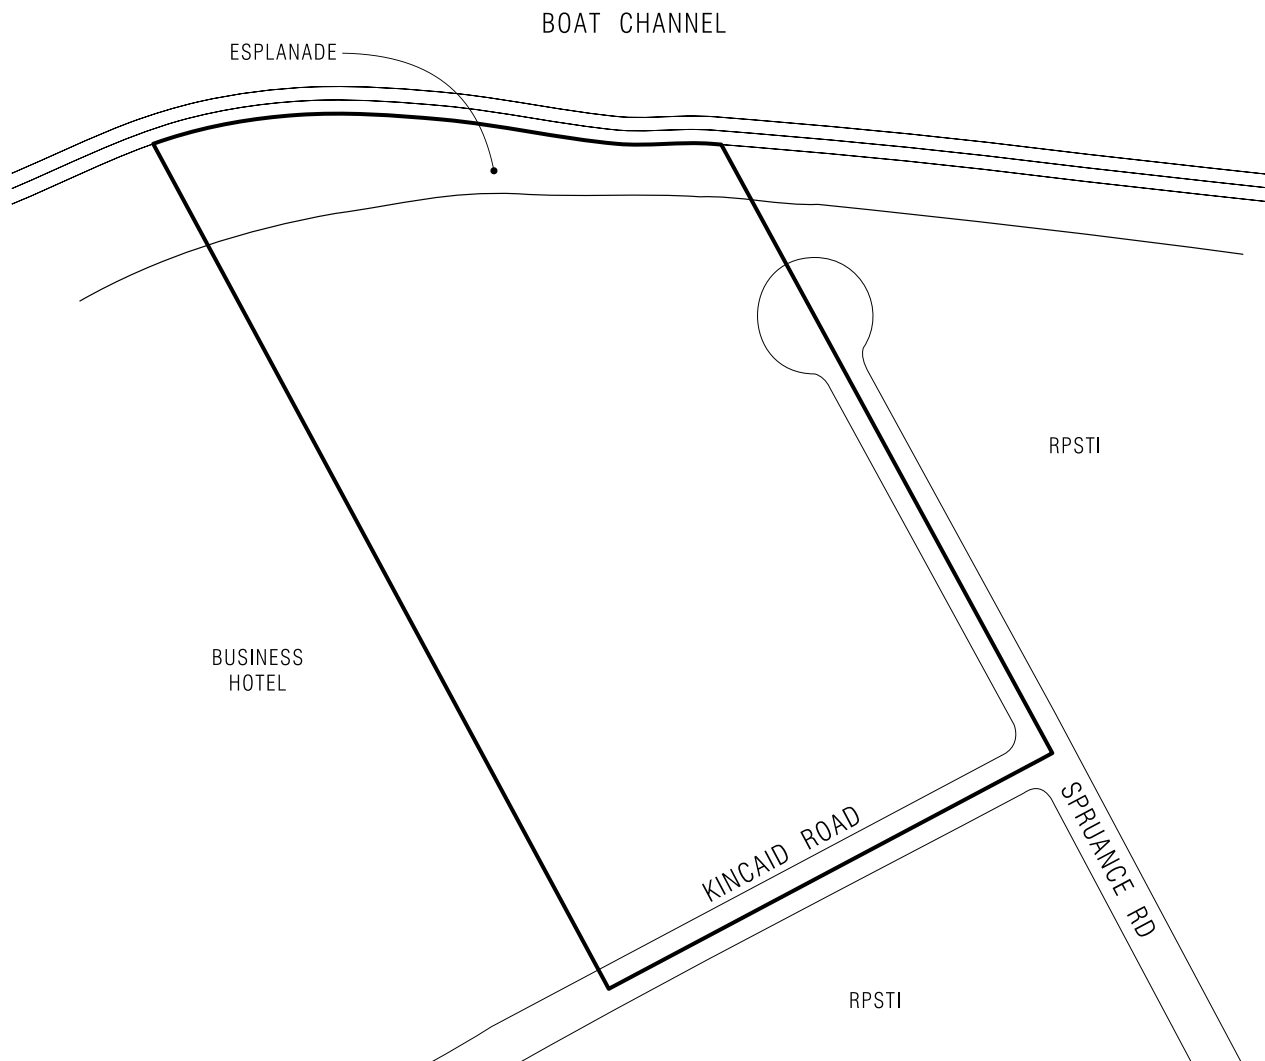 BOAT CHANNEL
ESPLANADE
RPSTI
BUSINESS
HOTEL
KINCAID ROAD
SPRUANCE RD
RPSTI